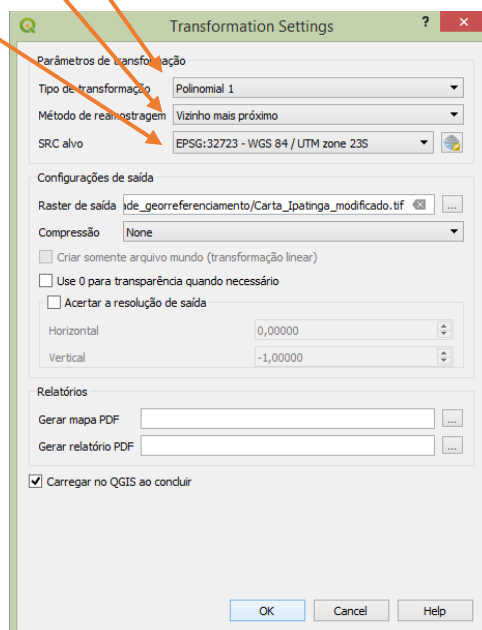 Transformation Settings ? ×
Parâmetros de transformação
Tipo de transformação Polinomial 1
Método de reamostragem Vizinho mais próximo
SRC alvo EPSG:32723 - WGS 84 / UTM zone 23S
Configurações de saída
Raster de saída ade_georreferenciamento/Carta_Ipatinga_modificado.tif ...
Compressão None
Criar somente arquivo mundo (transformação linear)
Use 0 para transparência quando necessário
Acertar a resolução de saída
Horizontal 0,00000
Vertical -1,00000
Relatórios
Gerar mapa PDF ...
Gerar relatório PDF ...
Carregar no QGIS ao concluir
OK Cancel Help